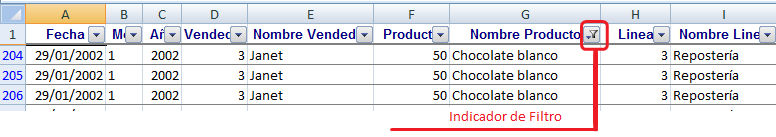 A B C D E F G H I
1 Fecha Me Añ Vended Nombre Vended Product Nombre Producto Linea Nombre Line
204 29/01/2002 1 2002 3 Janet 50 Chocolate blanco 3 Repostería
205 29/01/2002 1 2002 3 Janet 50 Chocolate blanco 3 Repostería
206 29/01/2002 1 2002 3 Janet 50 Chocolate blanco 3 Repostería
Indicador de Filtro